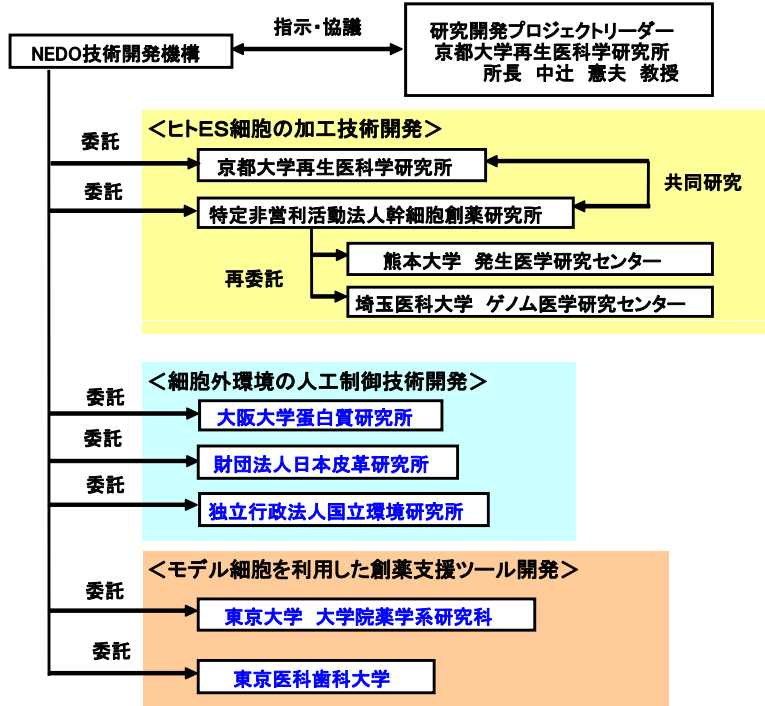 指示・協議
NEDO技術開発機構
研究開発プロジェクトリーダー
京都大学再生医科学研究所
所長　中辻　憲夫　教授
＜ヒトES細胞の加工技術開発＞
委託
京都大学再生医科学研究所
共同研究
委託
特定非営利活動法人幹細胞創薬研究所
再委託
熊本大学　発生医学研究センター
埼玉医科大学　ゲノム医学研究センター
＜細胞外環境の人工制御技術開発＞
委託
大阪大学蛋白質研究所
委託
財団法人日本皮革研究所
委託
独立行政法人国立環境研究所
＜モデル細胞を利用した創薬支援ツール開発＞
委託
東京大学　大学院薬学系研究科
委託
東京医科歯科大学